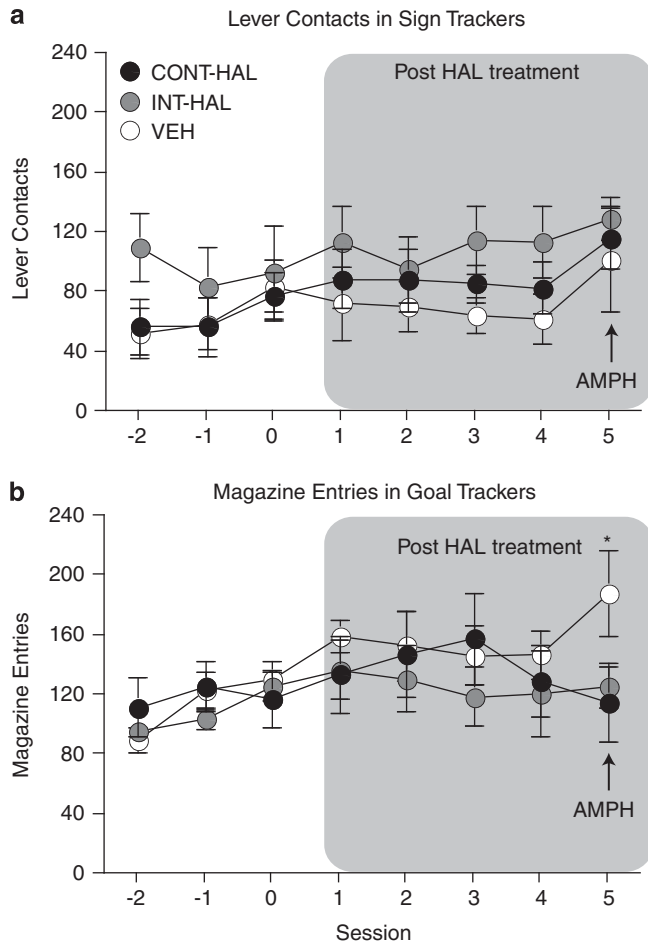 a
Lever Contacts in Sign Trackers
240
200
160
120
80
40
0
Lever Contacts
CONT-HAL
INT-HAL
VEH
Post HAL treatment
AMPH
-2 -1 0 1 2 3 4 5
b
Magazine Entries in Goal Trackers
240
200
160
120
80
40
0
Magazine Entries
Post HAL treatment
*
AMPH
-2 -1 0 1 2 3 4 5
Session